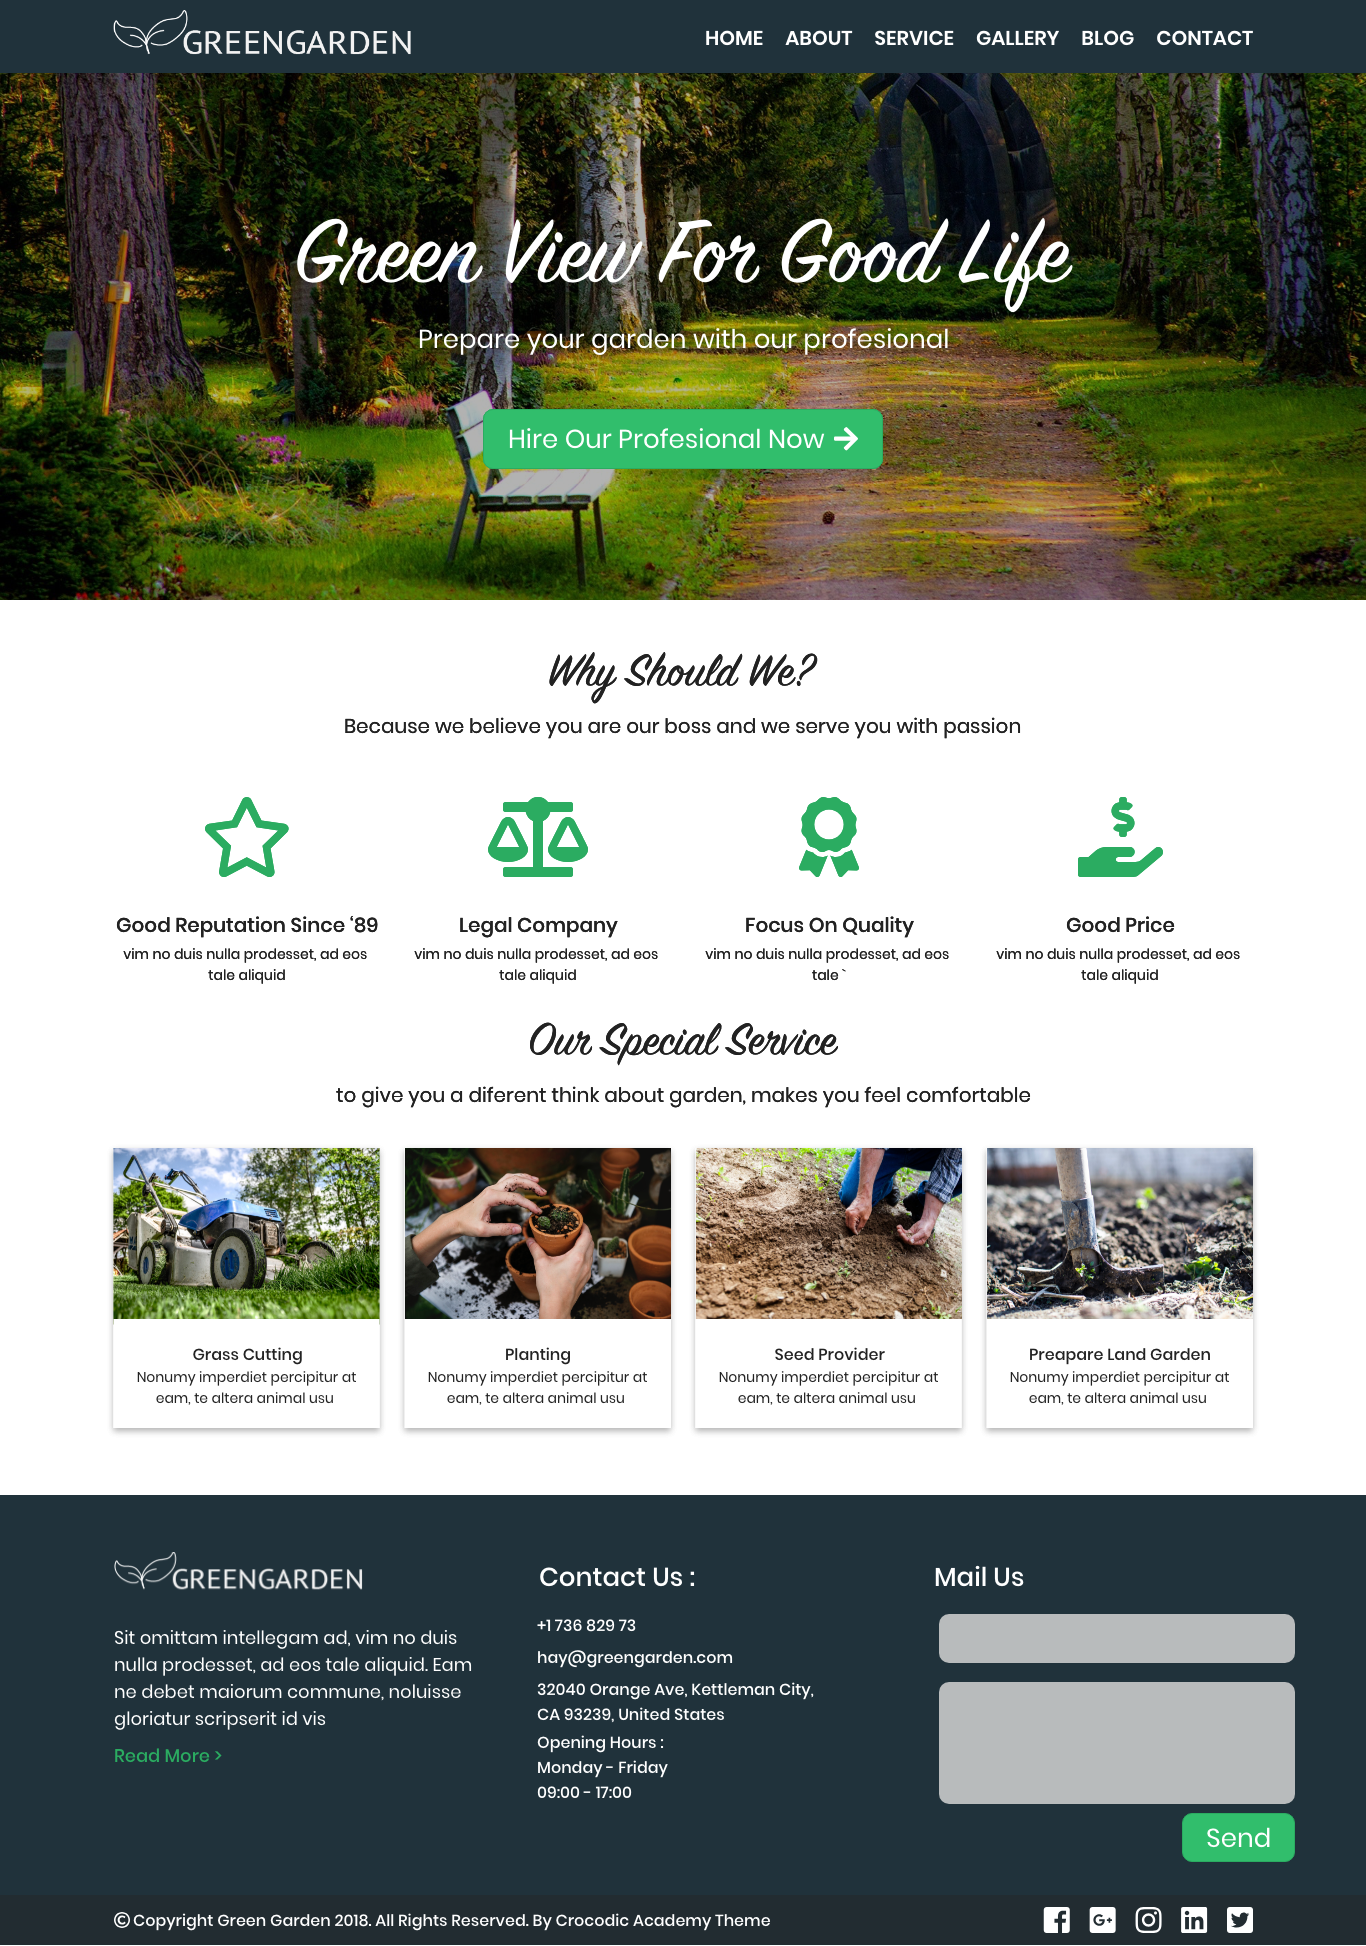 GREENGARDEN
HOME ABOUT SERVICE GALLERY BLOG CONTACT
Green View For Good Life
Prepare your garden with our profesional
Hire Our Profesional Now
Why Should We?
Because we believe you are our boss and we serve you with passion
Good Reputation Since ‘89
vim no duis nulla prodesset, ad eos
tale aliquid
Legal Company
vim no duis nulla prodesset, ad eos
tale aliquid
Focus On Quality
vim no duis nulla prodesset, ad eos
tale `
Good Price
vim no duis nulla prodesset, ad eos
tale aliquid
Our Special Service
to give you a diferent think about garden, makes you feel comfortable
Grass Cutting
Nonumy imperdiet percipitur at
eam, te altera animal usu
Planting
Nonumy imperdiet percipitur at
eam, te altera animal usu
Seed Provider
Nonumy imperdiet percipitur at
eam, te altera animal usu
Preapare Land Garden
Nonumy imperdiet percipitur at
eam, te altera animal usu
GREENGARDEN
Sit omittam intellegam ad, vim no duis
nulla prodesset, ad eos tale aliquid. Eam
ne debet maiorum commune, noluisse
gloriatur scripserit id vis
Read More >
Contact Us :
+1 736 829 73
hay@greengarden.com
32040 Orange Ave, Kettleman City,
CA 93239, United States
Opening Hours :
Monday - Friday
09:00 - 17:00
Mail Us
Send
© Copyright Green Garden 2018. All Rights Reserved. By Crocodic Academy Theme